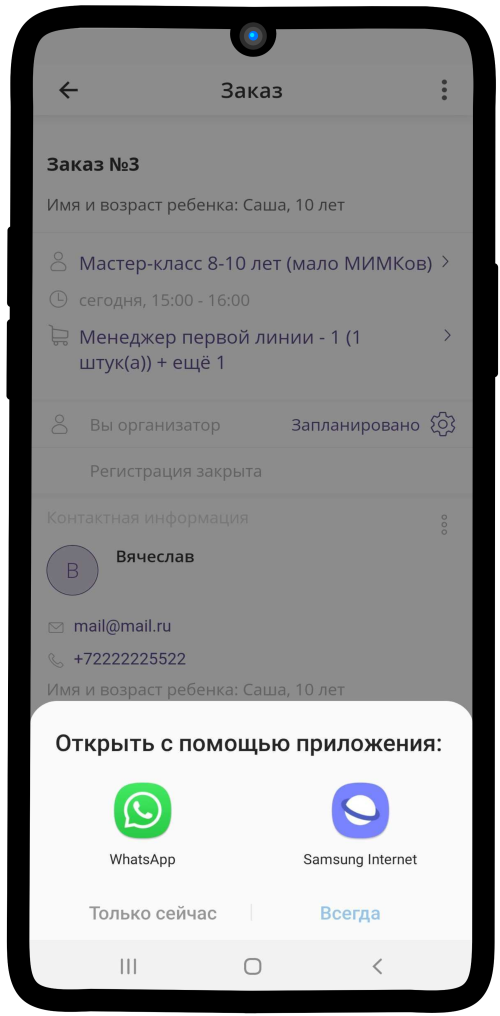 Заказ
Заказ №3
Имя и возраст ребенка: Саша, 10 лет
Мастер-класс 8-10 лет (мало МИМКов)
сегодня, 15:00 - 16:00
Менеджер первой линии - 1 (1
штук(а)) + ещё 1
Вы организатор Запланировано
Регистрация закрыта
Контактная информация
В Вячеслав
mail@mail.ru
+72222225522
Имя и возраст ребенка: Саша, 10 лет
Открыть с помощью приложения:
WhatsApp Samsung Internet
Только сейчас Всегда